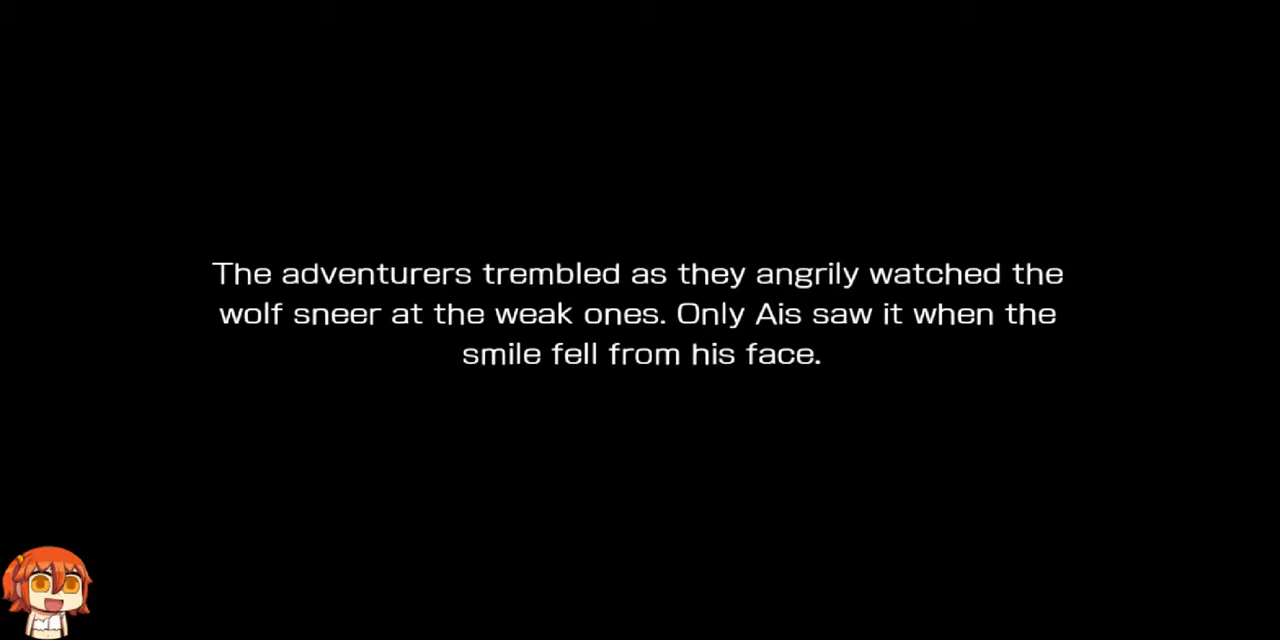 The adventurers trembled as they angrily watched the
wolf sneer at the weak ones. Only Ais saw it when the
smile fell from his face.